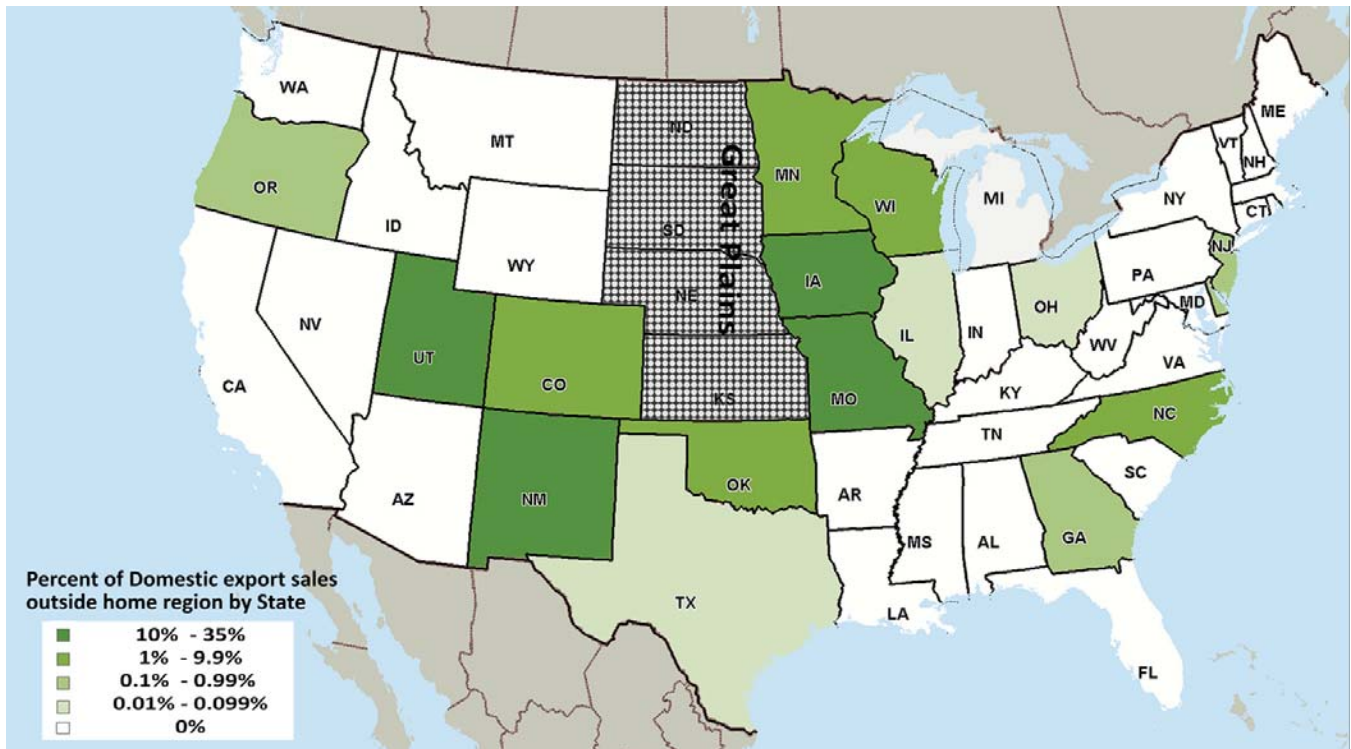 WA
ME
MT
ND
VT
NH
MN
OR
WI
MI
NY
ID
SD
CT
WY
NJ
PA
IA
NE
MD
NV
OH
UT
IL
IN
CO
WV
VA
CA
KS
MO
KY
NC
TN
OK
SC
AZ
NM
AR
MS
AL
GA
TX
LA
FL
Great Plains
Percent of Domestic export sales
outside home region by State
10% - 35%
1% - 9.9%
0.1% - 0.99%
0.01% - 0.099%
0%